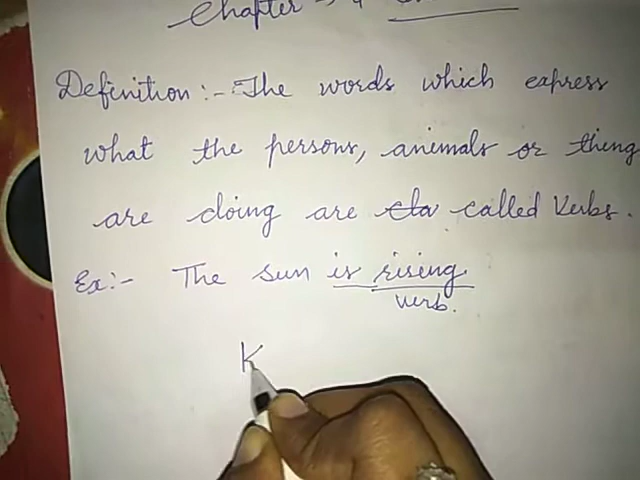 Chapter → 4
Definition :- The words which express
what the persons, animals or thing
are doing are called Verbs.
Ex :- The sun is rising
verb.
K